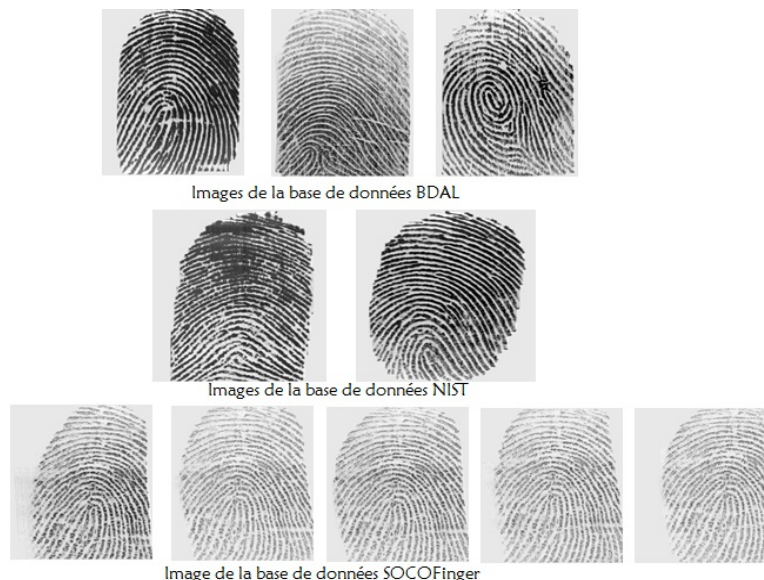 Images de la base de données BDAL
Images de la base de données NIST
Image de la base de données SOCOFinger